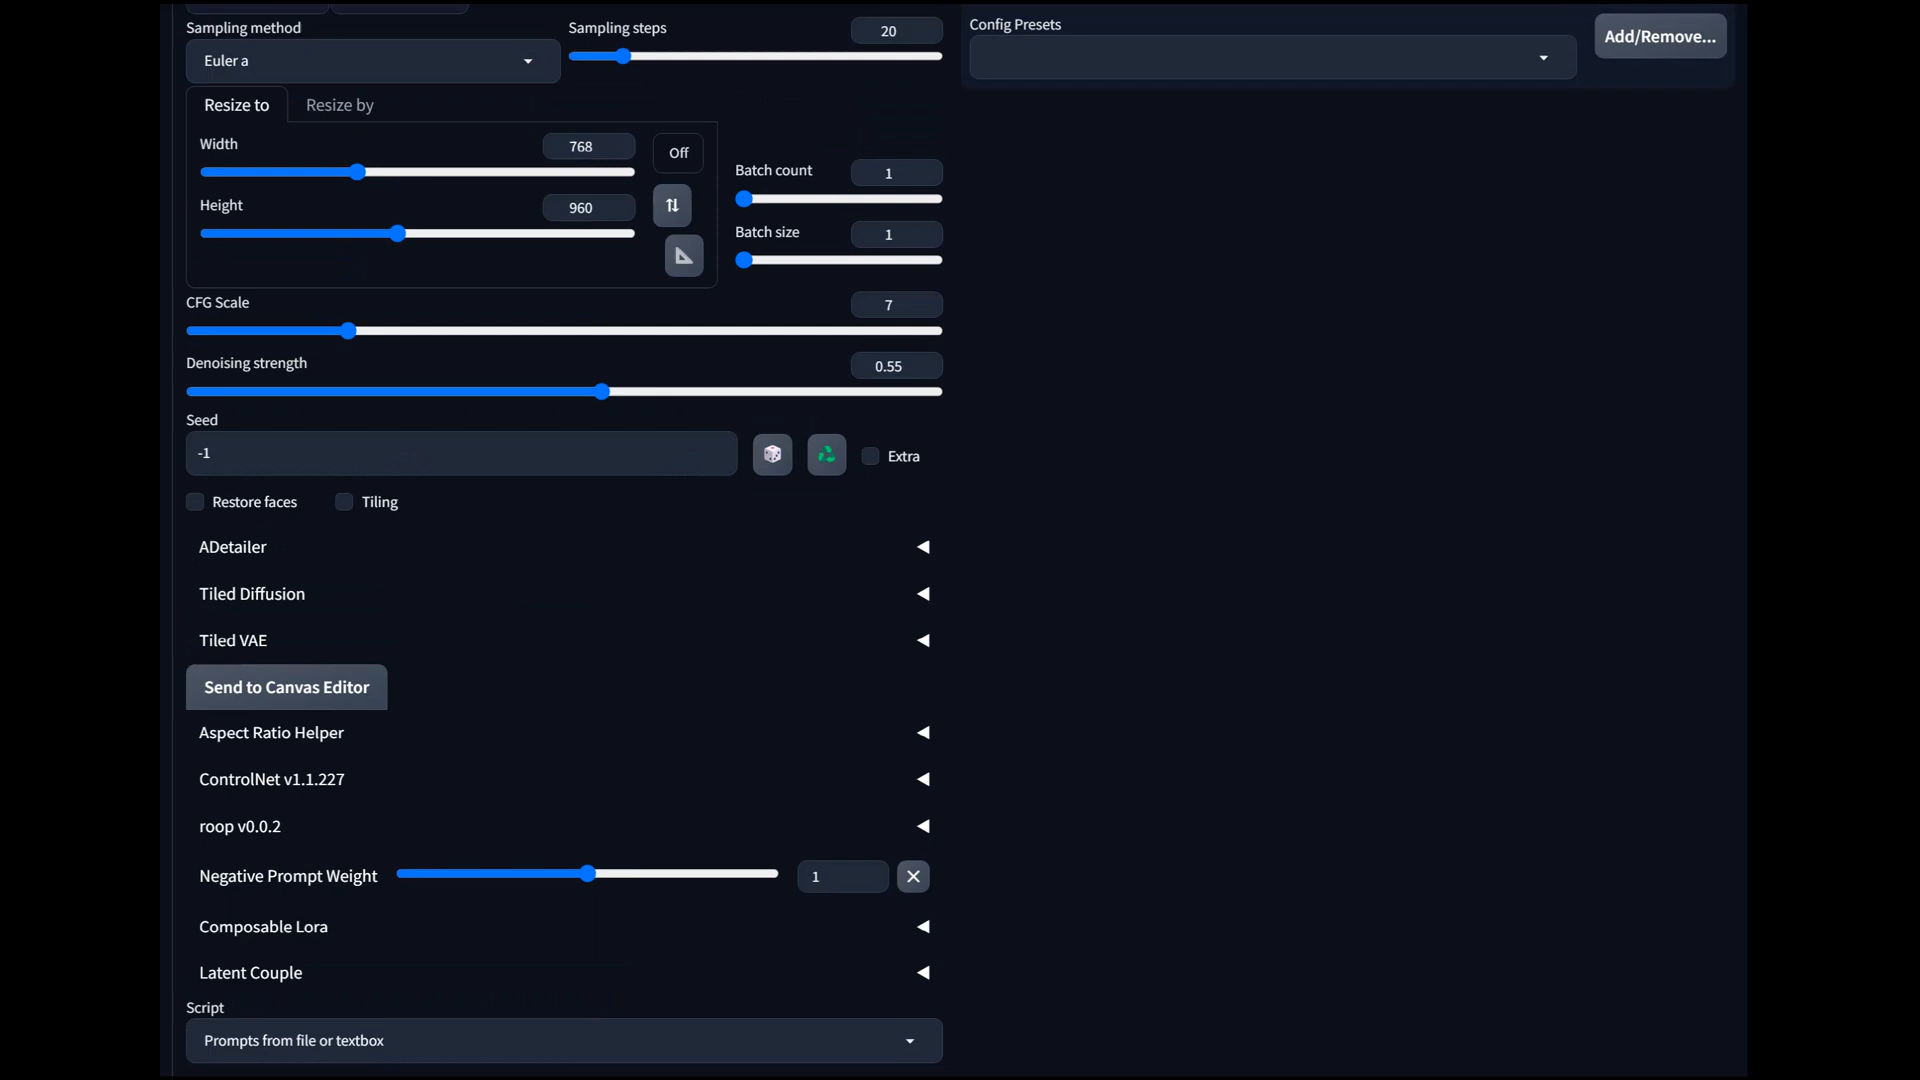 Sampling method
Sampling steps
20
Config Presets
Add/Remove...
Euler a
Resize to
Resize by
Width
768
Off
Batch count
1
Height
960
Batch size
1
CFG Scale
7
Denoising strength
0.55
Seed
-1
Extra
Restore faces
Tiling
ADetailer
Tiled Diffusion
Tiled VAE
Send to Canvas Editor
Aspect Ratio Helper
ControlNet v1.1.227
roop v0.0.2
Negative Prompt Weight
1
Composable Lora
Latent Couple
Script
Prompts from file or textbox